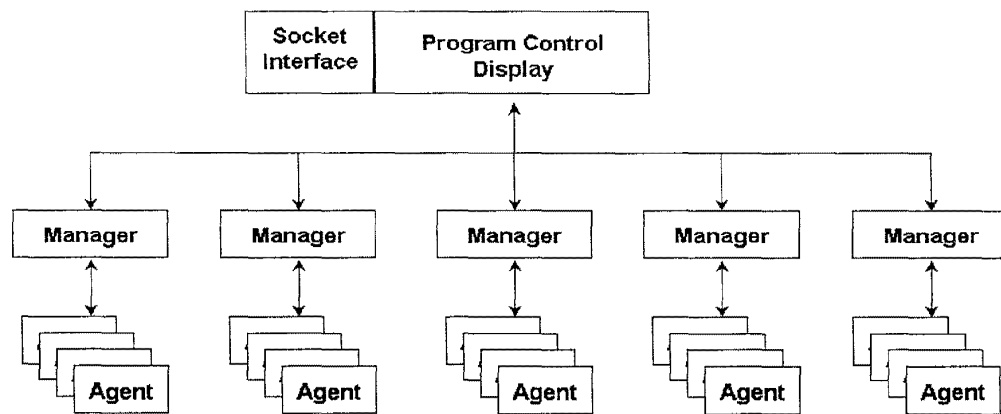 Socket
Interface
Program Control
Display
Manager
Manager
Manager
Manager
Manager
Agent
Agent
Agent
Agent
Agent